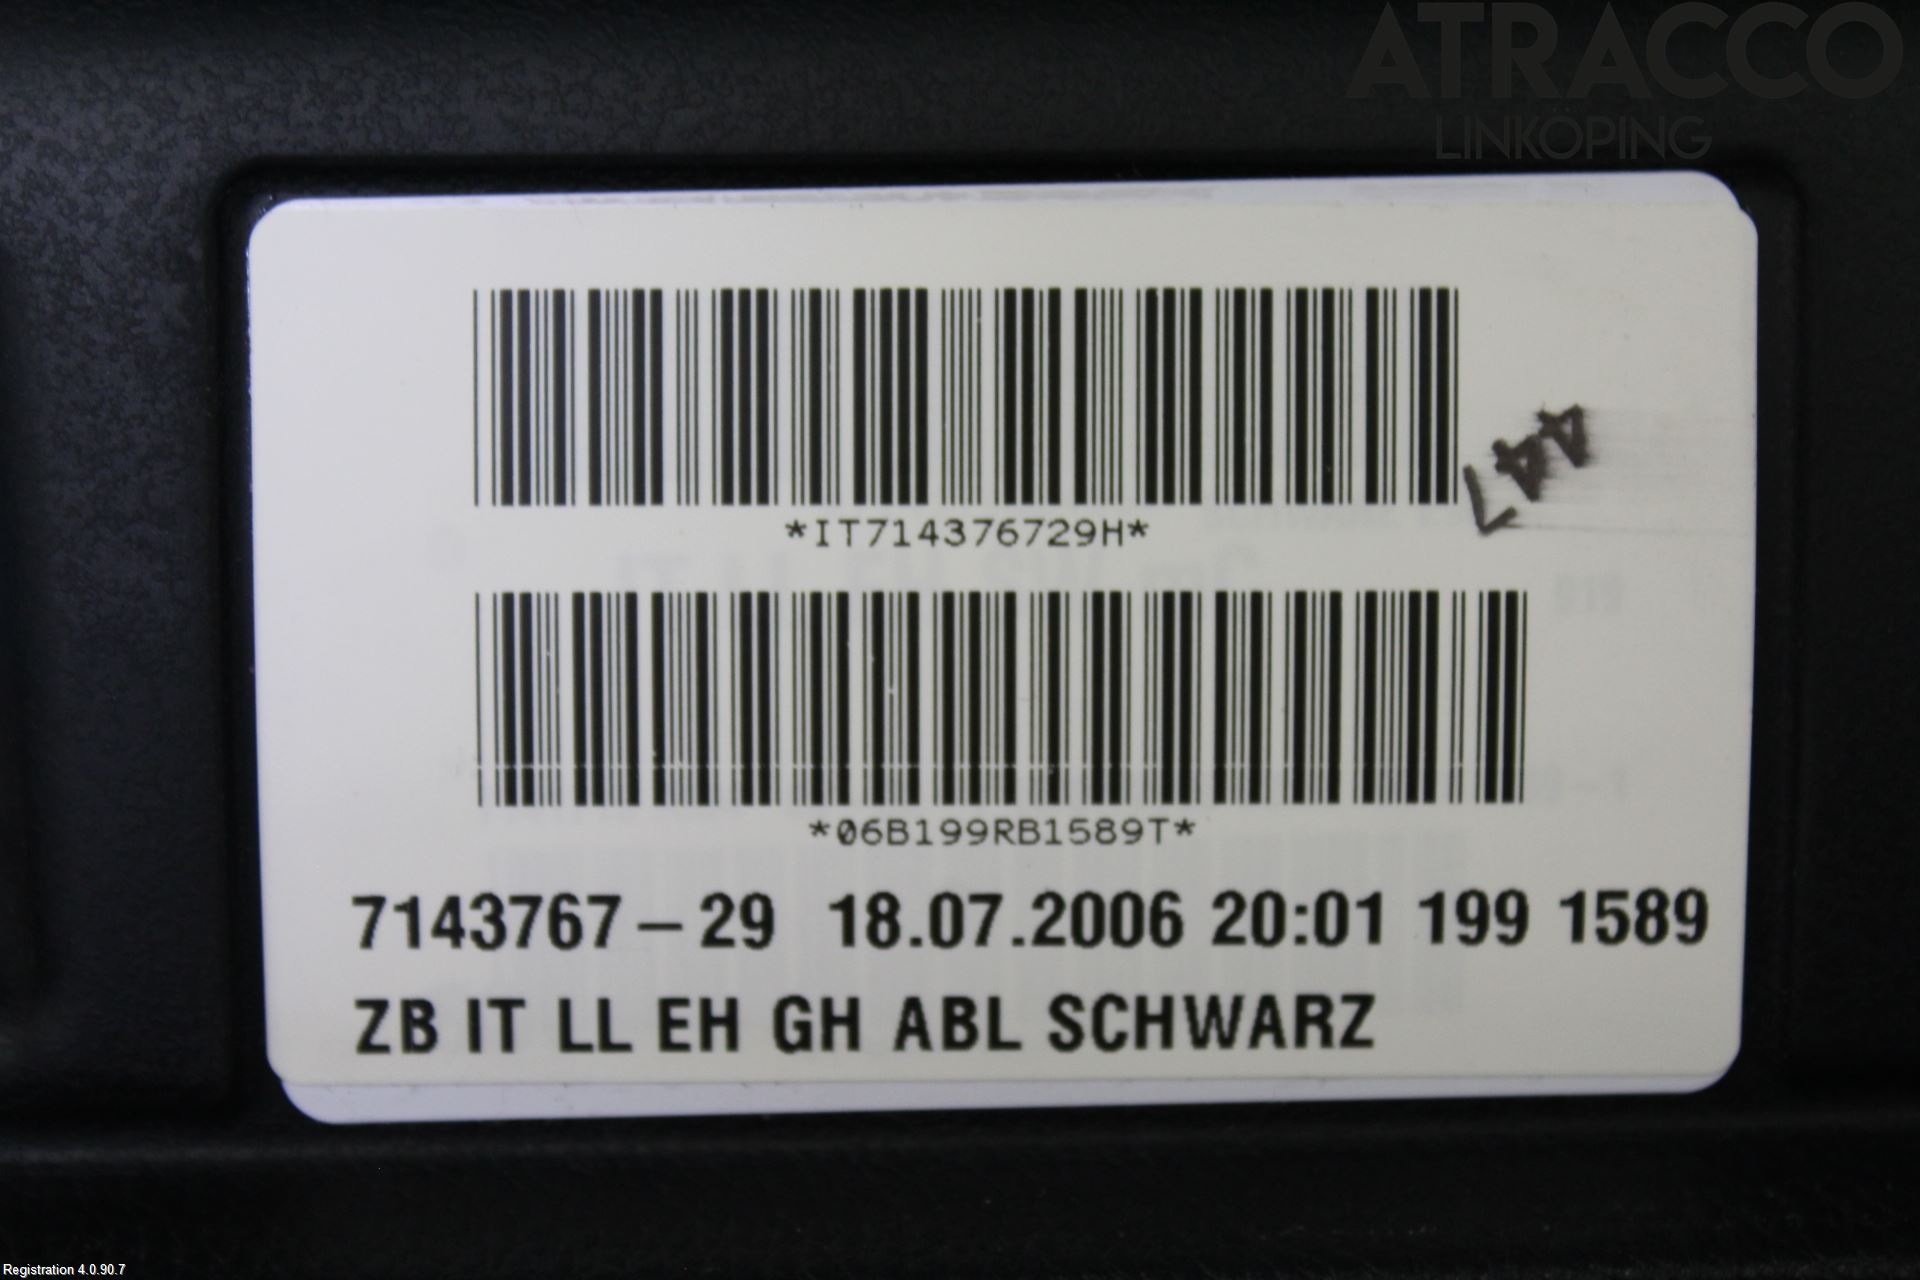 ATRACCO
LINKÖPING
*IT714376729H*
447
*06B199RB1589T*
7143767-29 18.07.2006 20:01 199 1589
ZB IT LL EH GH ABL SCHWARZ
Registration 4.0.90.7